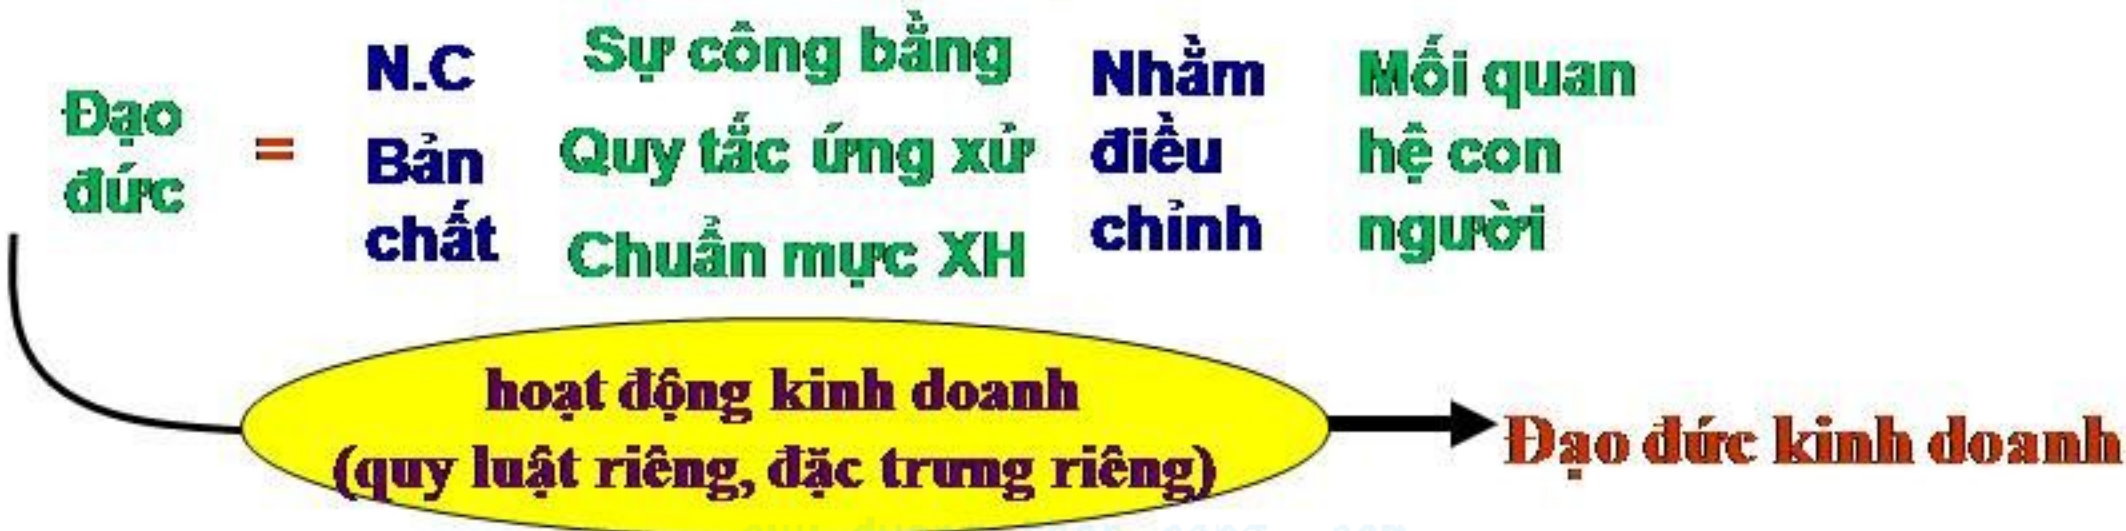 Đạo
đức
=
N.C
Bản
chất
Sự công bằng
Quy tắc ứng xử
Chuẩn mực XH
Nhằm
điều
chỉnh
Mối quan
hệ con
người
hoạt động kinh doanh
(quy luật riêng, đặc trưng riêng)
Đạo đức kinh doanh